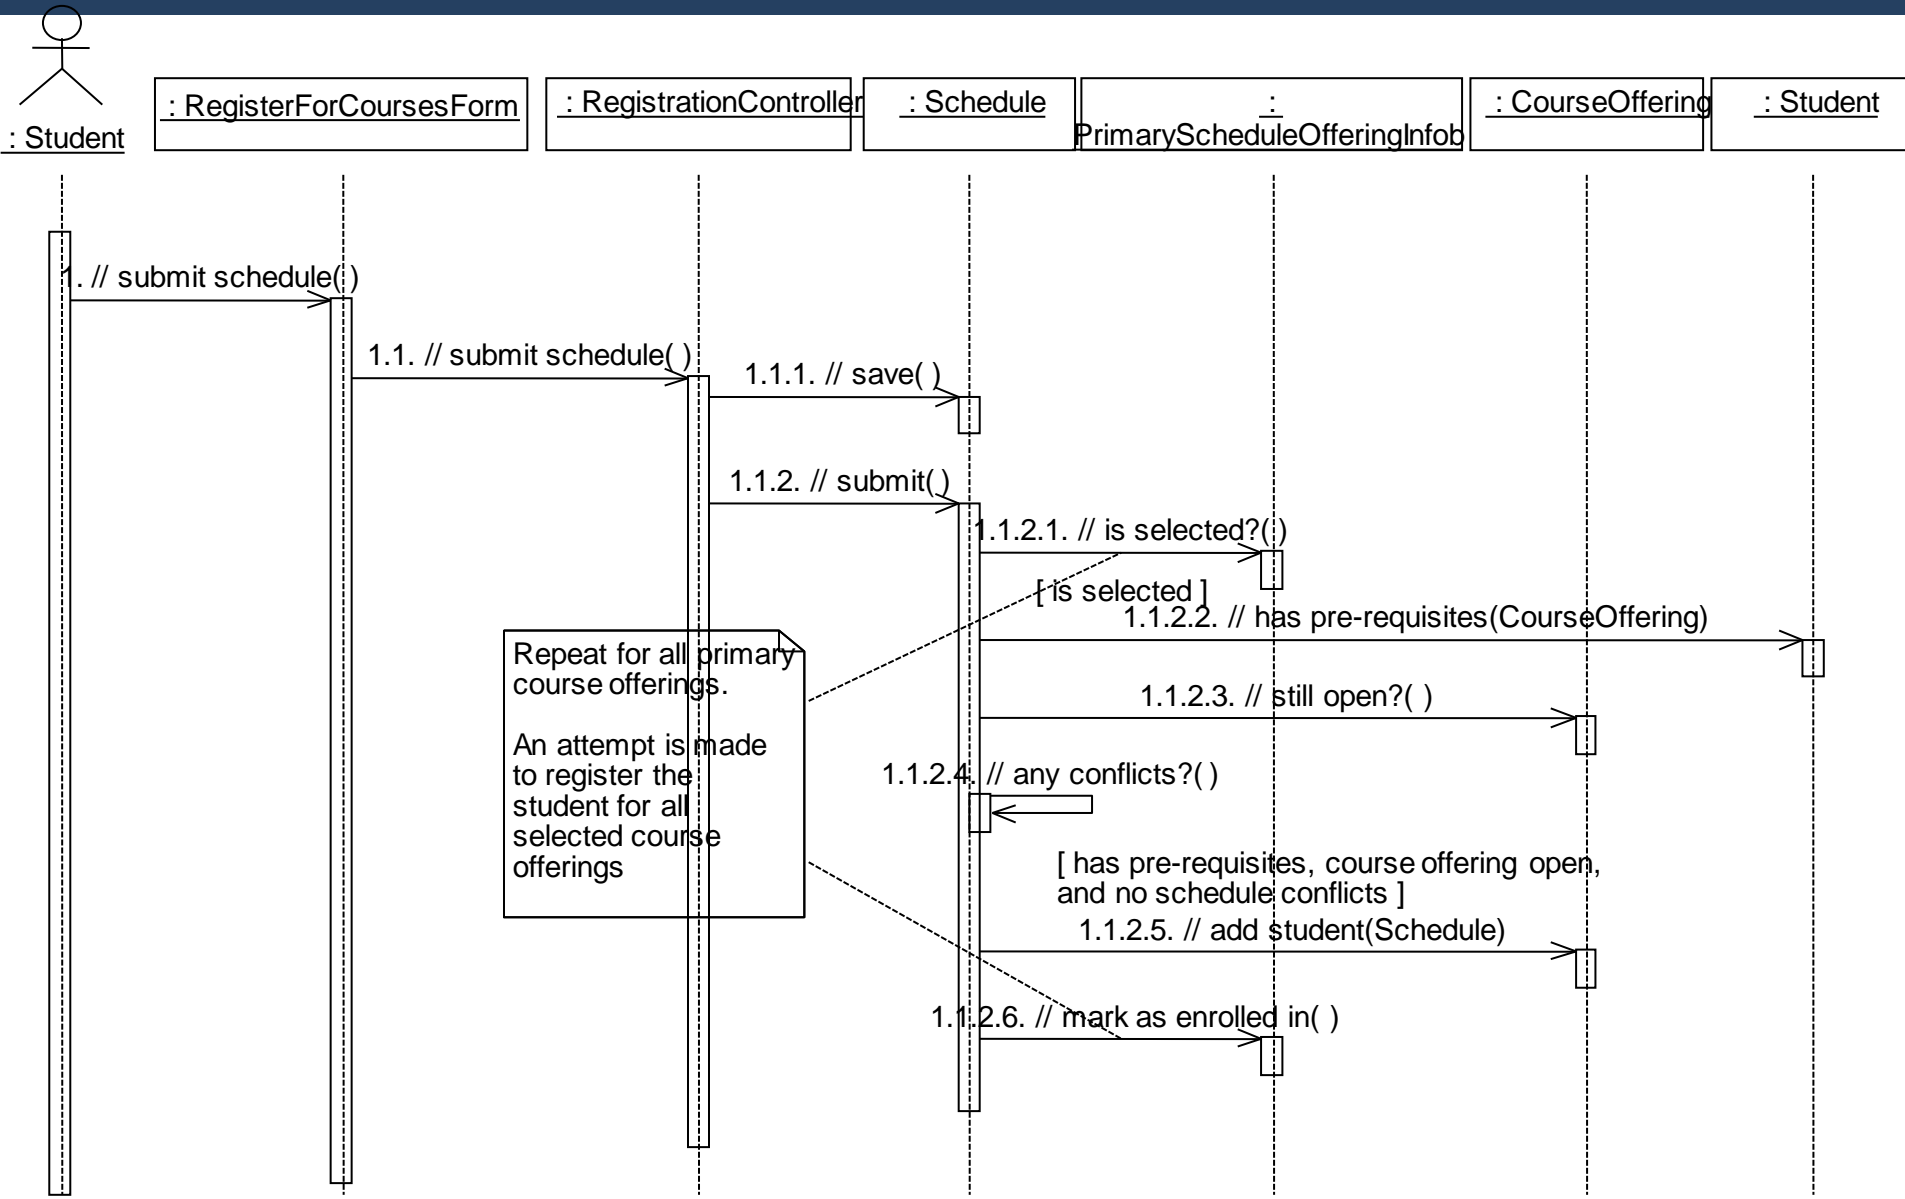 : Student
: RegisterForCoursesForm
: RegistrationController
: Schedule
:
PrimaryScheduleOfferingInfob
: CourseOffering
: Student
1. // submit schedule( )
1.1. // submit schedule( )
1.1.1. // save( )
1.1.2. // submit( )
1.1.2.1. // is selected?( )
[ is selected ]
1.1.2.2. // has pre-requisites(CourseOffering)
Repeat for all primary
course offerings.
An attempt is made
to register the
student for all
selected course
offerings
1.1.2.3. // still open?( )
1.1.2.4. // any conflicts?( )
[ has pre-requisites, course offering open,
and no schedule conflicts ]
1.1.2.5. // add student(Schedule)
1.1.2.6. // mark as enrolled in( )